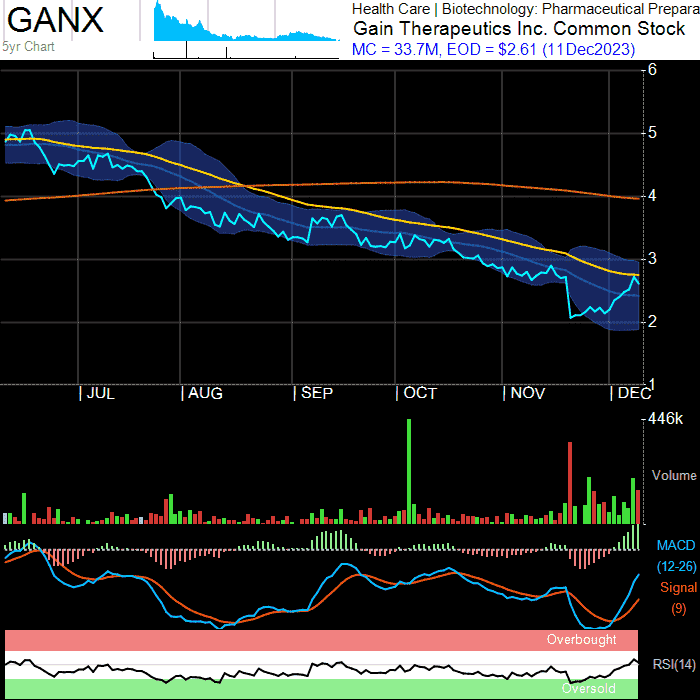 GANX
5yr Chart
Health Care | Biotechnology: Pharmaceutical Prepara
Gain Therapeutics Inc. Common Stock
MC = 33.7M, EOD = $2.61 (11Dec2023)
6
5
4
3
2
1
| JUL | AUG | SEP | OCT | NOV | DEC
446k
Volume
MACD
(12-26)
Signal
(9)
Overbought
RSI(14)
Oversold